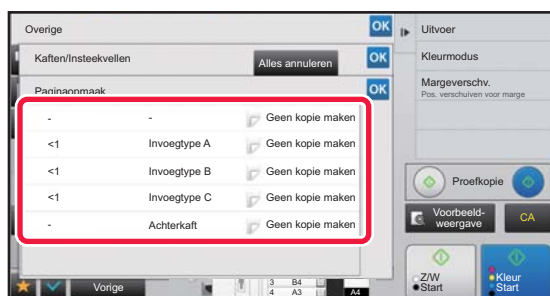 Overige
OK
Kaften/Insteekvellen
Alles annuleren
OK
Paginaopmaak
OK
- - Geen kopie maken
<1 Invoegtype A Geen kopie maken
<1 Invoegtype B Geen kopie maken
<1 Invoegtype C Geen kopie maken
- Achterkaft Geen kopie maken
Vorige
3 B4
4 A3
A4
Uitvoer
Kleurmodus
Margeverschv.
Pos. verschuiven voor marge
Proefkopie
Voorbeeld-
weergave
CA
Z/W
Start
Kleur
Start